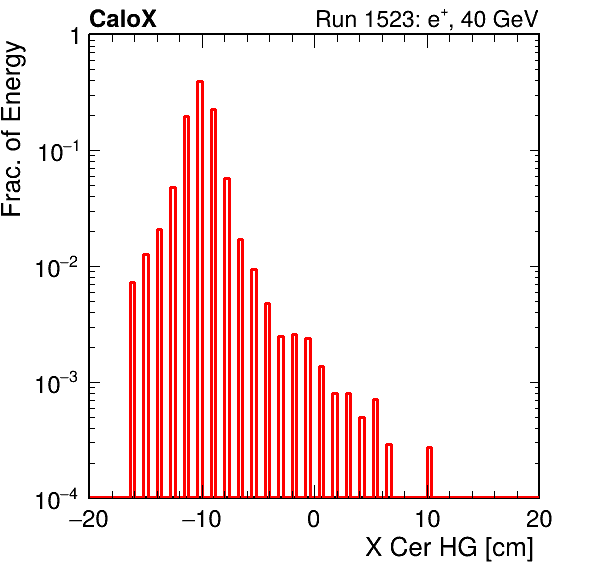 CaloX
Run 1523: e⁺, 40 GeV
Frac. of Energy
1
10⁻¹
10⁻²
10⁻³
10⁻⁴
−20
−10
0
10
20
X Cer HG [cm]